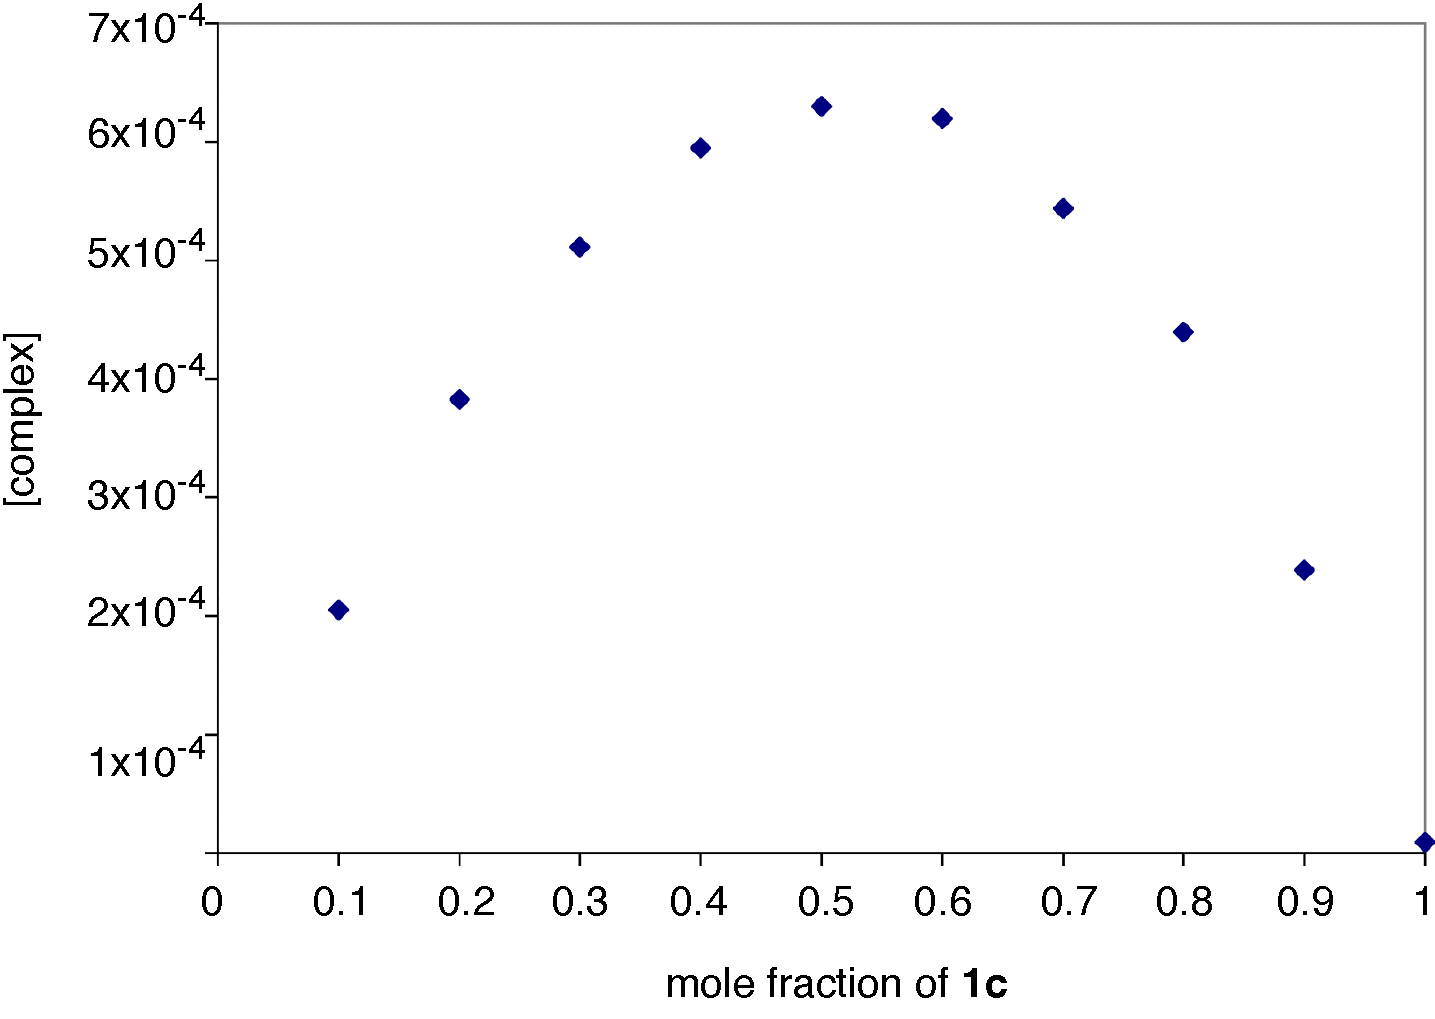 7x10⁻⁴
6x10⁻⁴
5x10⁻⁴
4x10⁻⁴
3x10⁻⁴
2x10⁻⁴
1x10⁻⁴
[complex]
0 0.1 0.2 0.3 0.4 0.5 0.6 0.7 0.8 0.9 1
mole fraction of 1c